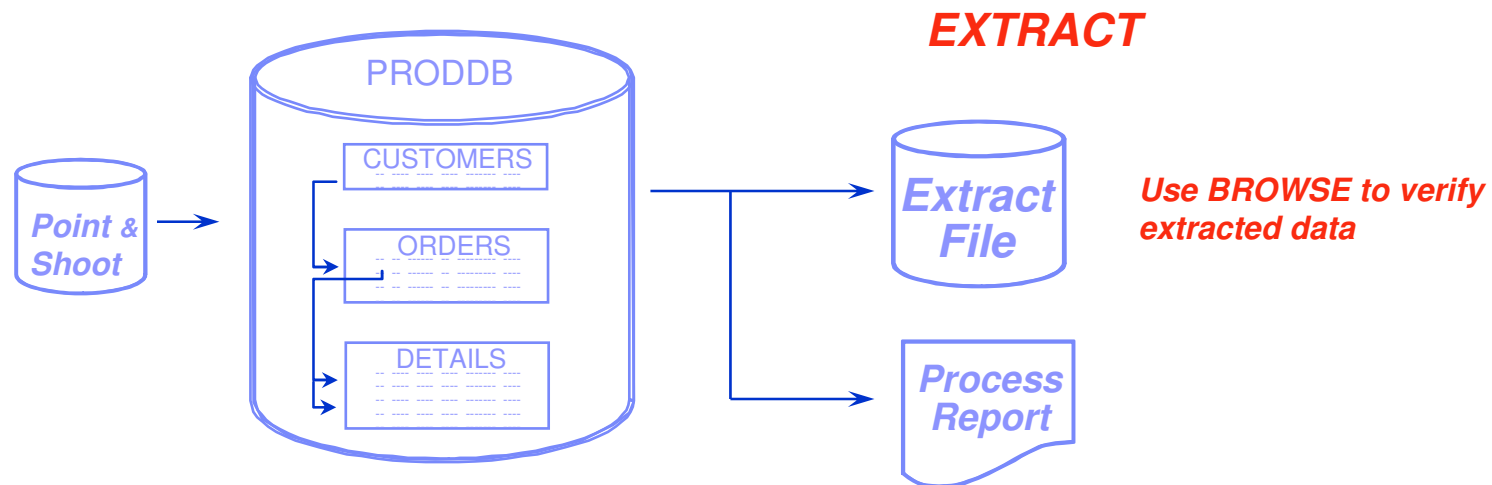 EXTRACT
PRODDB
CUSTOMERS
ORDERS
DETAILS
Point &
Shoot
Extract
File
Use BROWSE to verify
extracted data
Process
Report